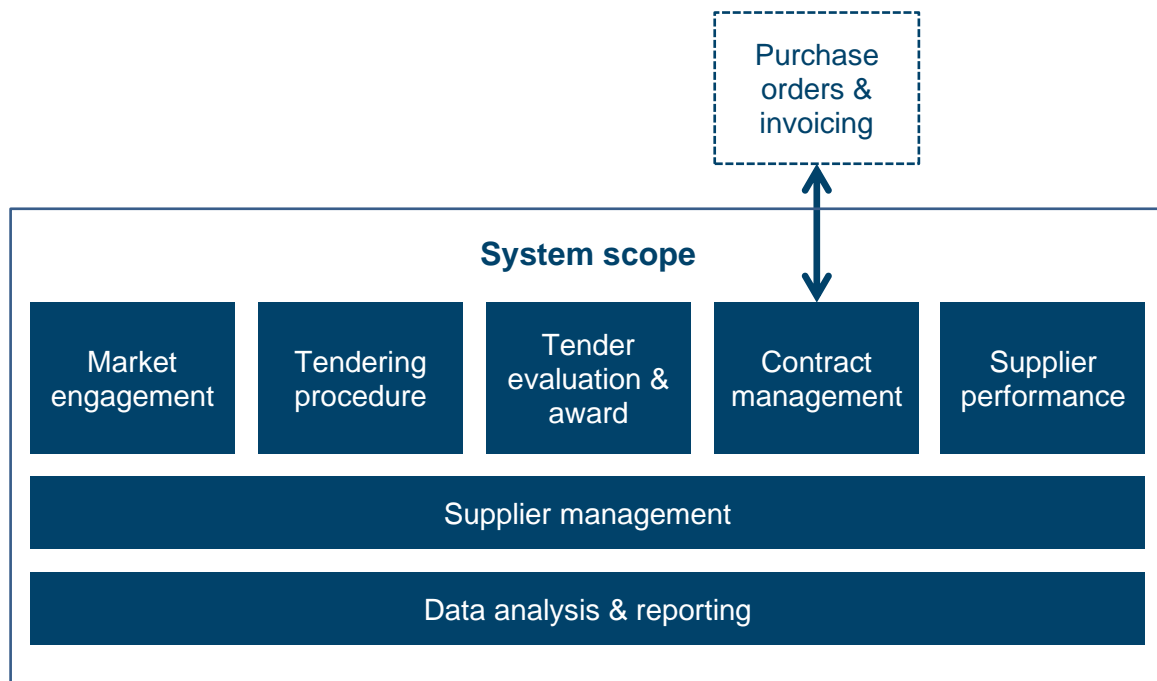 Purchase
orders &
invoicing
System scope
Market
engagement
Tendering
procedure
Tender
evaluation &
award
Contract
management
Supplier
performance
Supplier management
Data analysis & reporting